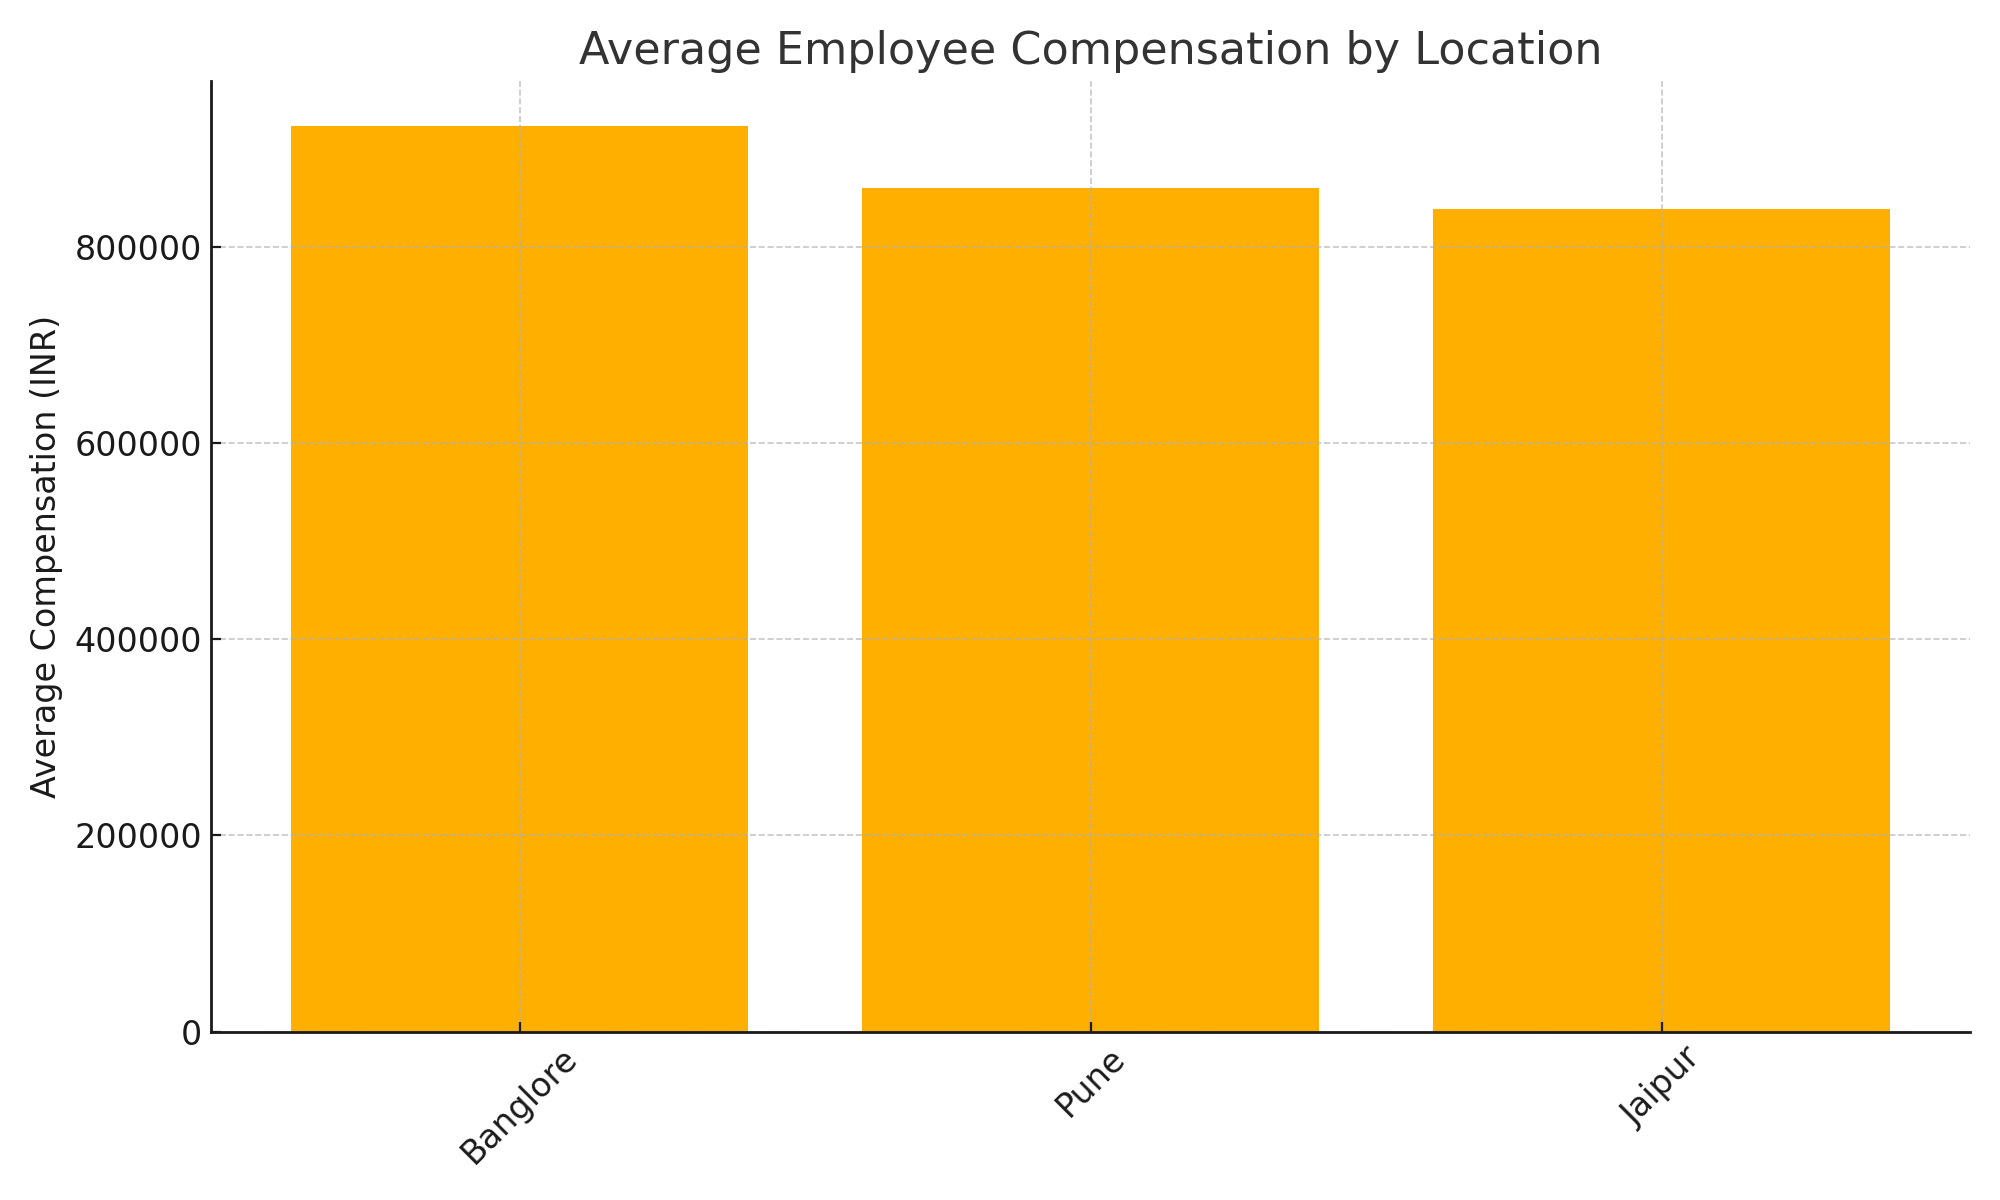 Average Employee Compensation by Location
Average Compensation (INR)
800000
600000
400000
200000
0
Banglore
Pune
Jaipur